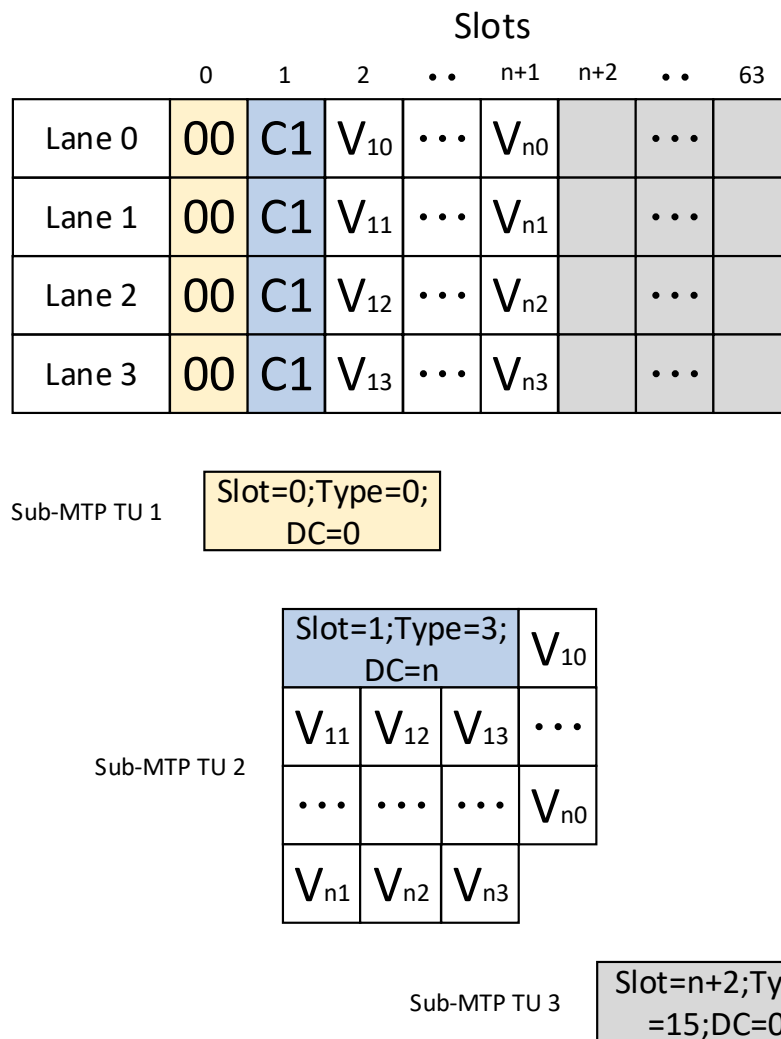 Slots
0 1 2 •• n+1 n+2 •• 63
Lane 0 00 C1 V10 ••• Vn0 •••
Lane 1 00 C1 V11 ••• Vn1 •••
Lane 2 00 C1 V12 ••• Vn2 •••
Lane 3 00 C1 V13 ••• Vn3 •••
Sub-MTP TU 1
Slot=0;Type=0;
DC=0
Sub-MTP TU 2
Slot=1;Type=3;
DC=n
V10
V11 V12 V13 •••
••• ••• ••• Vn0
Vn1 Vn2 Vn3
Sub-MTP TU 3
Slot=n+2;Ty
=15;DC=0